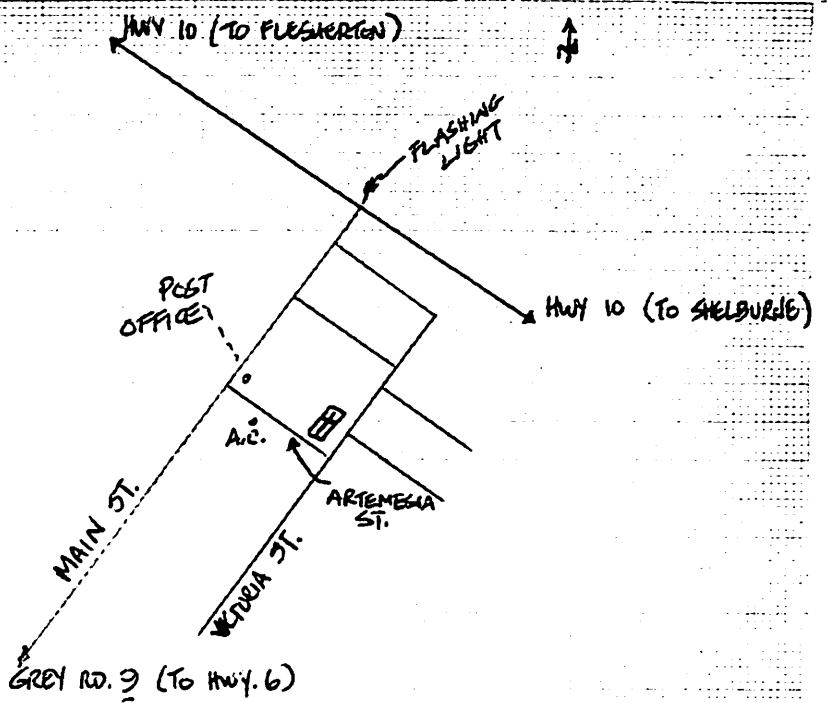 HWY 10 (TO FLESHERTON)
N
FLASHING
LIGHT
POST
OFFICE
HWY 10 (TO SHELBURNE)
A.C.
ARTEMESIA
ST.
MAIN ST.
VICTORIA ST.
GREY RD. 9 (TO HWY. 6)